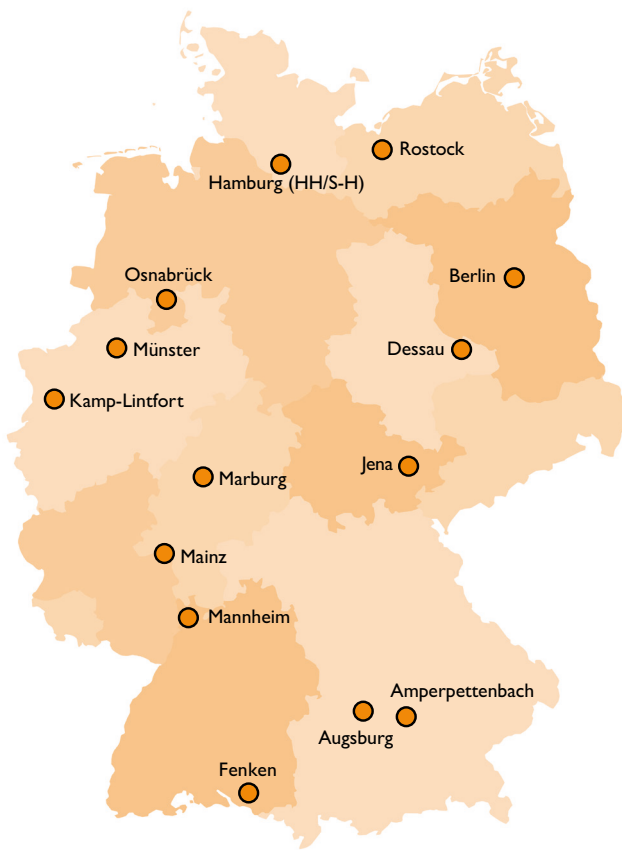 Rostock
Hamburg (HH/S-H)
Osnabrück
Berlin
Münster
Dessau
Kamp-Lintfort
Jena
Marburg
Mainz
Mannheim
Amperpettenbach
Augsburg
Fenken